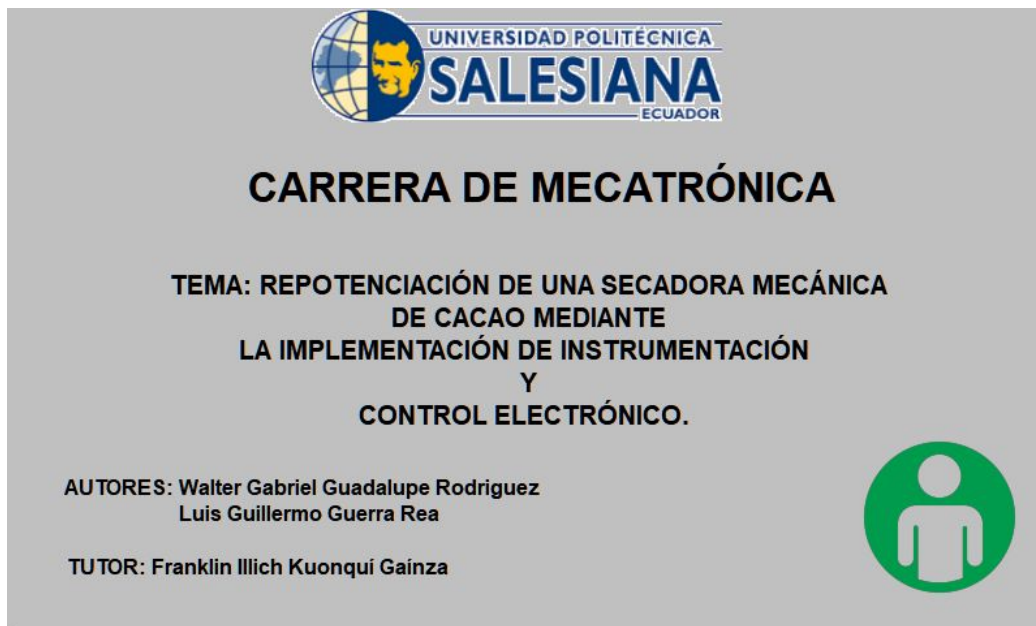 UNIVERSIDAD POLITÉCNICA
SALESIANA
ECUADOR
CARRERA DE MECATRÓNICA
TEMA: REPOTENCIACIÓN DE UNA SECADORA MECÁNICA
DE CACAO MEDIANTE
LA IMPLEMENTACIÓN DE INSTRUMENTACIÓN
Y
CONTROL ELECTRÓNICO.
AUTORES: Walter Gabriel Guadalupe Rodriguez
Luis Guillermo Guerra Rea
TUTOR: Franklin Illich Kuonquí Gaínza